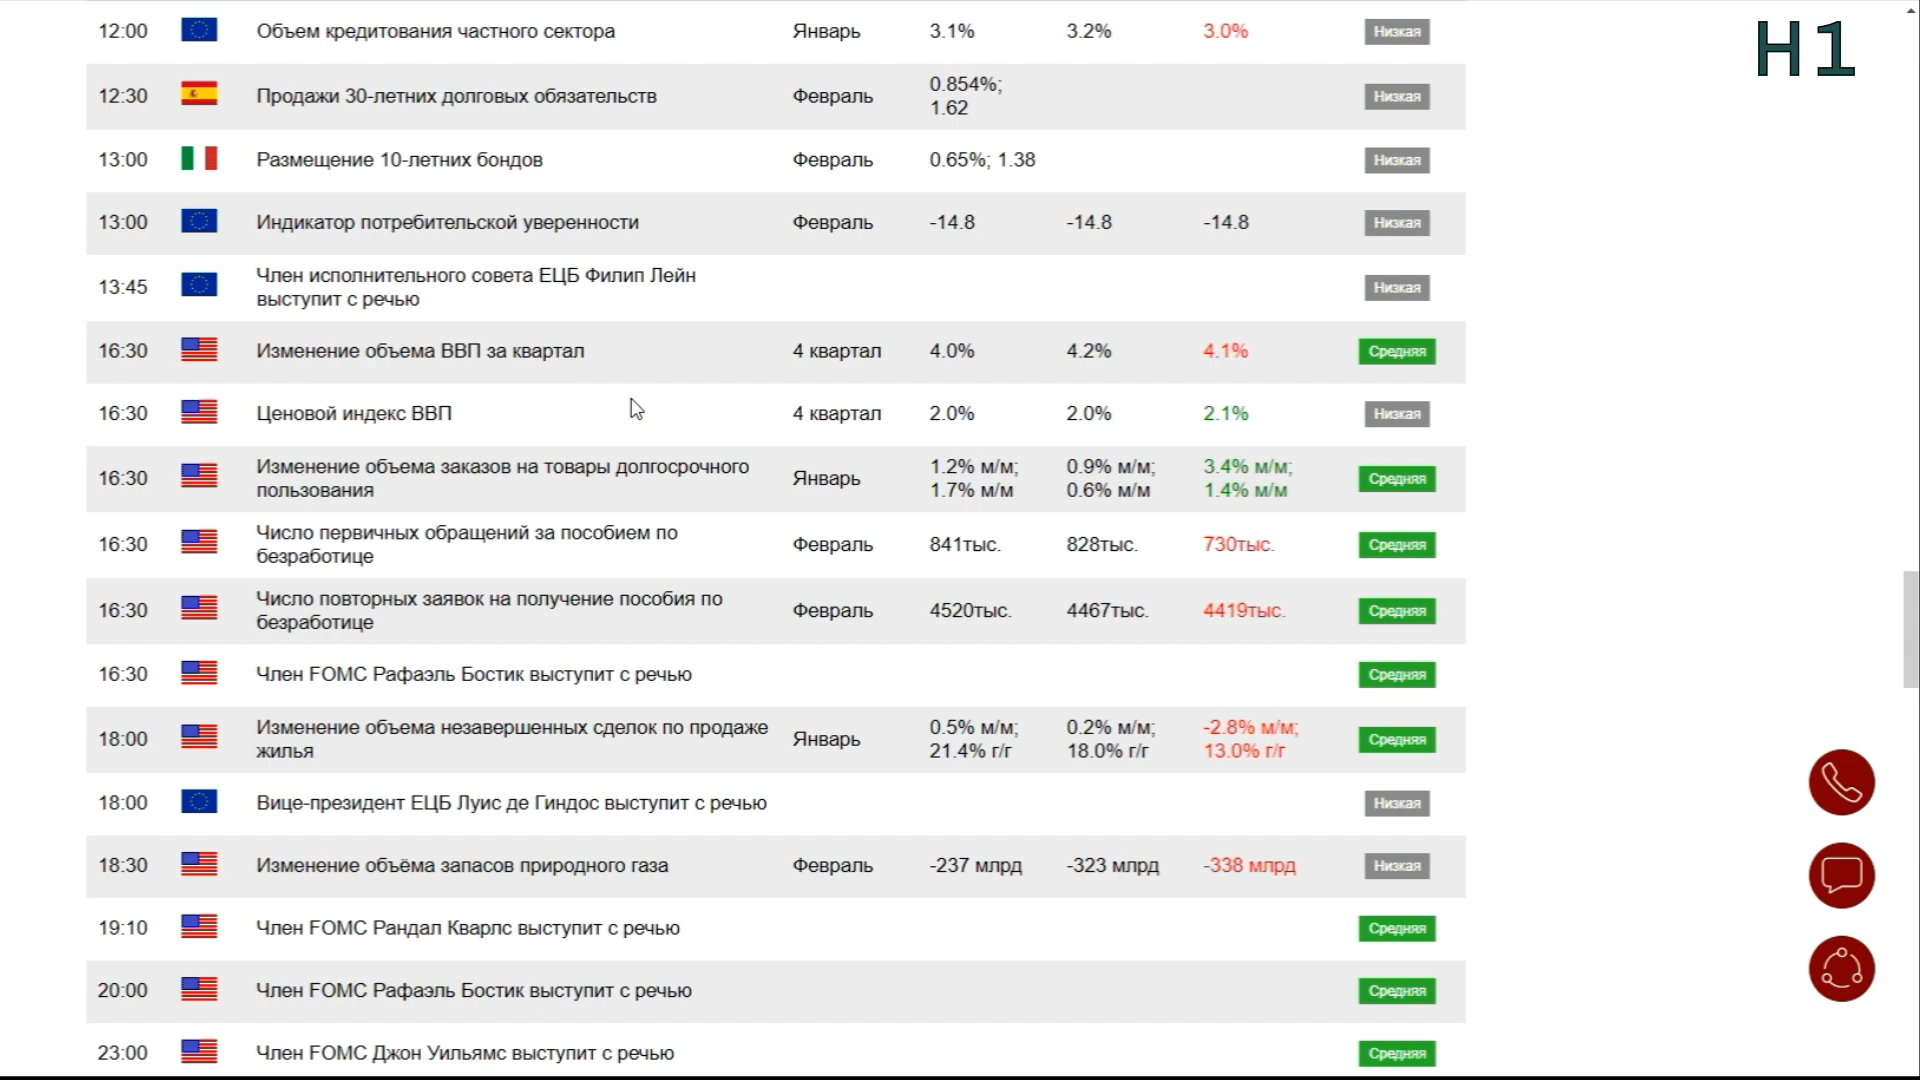 H1
12:00 Объем кредитования частного сектора Январь 3.1% 3.2% 3.0% Низкая
12:30 Продажи 30-летних долговых обязательств Февраль 0.854%; 1.62 Низкая
13:00 Размещение 10-летних бондов Февраль 0.65%; 1.38 Низкая
13:00 Индикатор потребительской уверенности Февраль -14.8 -14.8 -14.8 Низкая
13:45 Член исполнительного совета ЕЦБ Филип Лейн
выступит с речью Низкая
16:30 Изменение объема ВВП за квартал 4 квартал 4.0% 4.2% 4.1% Средняя
16:30 Ценовой индекс ВВП 4 квартал 2.0% 2.0% 2.1% Низкая
16:30 Изменение объема заказов на товары долгосрочного
пользования Январь 1.2% м/м; 0.9% м/м; 3.4% м/м;
1.7% м/м 0.6% м/м 1.4% м/м Средняя
16:30 Число первичных обращений за пособием по
безработице Февраль 841тыс. 828тыс. 730тыс. Средняя
16:30 Число повторных заявок на получение пособия по
безработице Февраль 4520тыс. 4467тыс. 4419тыс. Средняя
16:30 Член FOMC Рафаэль Бостик выступит с речью Средняя
18:00 Изменение объема незавершенных сделок по продаже
жилья Январь 0.5% м/м; 0.2% м/м; -2.8% м/м;
21.4% г/г 18.0% г/г 13.0% г/г Средняя
18:00 Вице-президент ЕЦБ Луис де Гиндос выступит с речью Низкая
18:30 Изменение объёма запасов природного газа Февраль -237 млрд -323 млрд -338 млрд Низкая
19:10 Член FOMC Рандал Кварлс выступит с речью Средняя
20:00 Член FOMC Рафаэль Бостик выступит с речью Средняя
23:00 Член FOMC Джон Уильямс выступит с речью Средняя